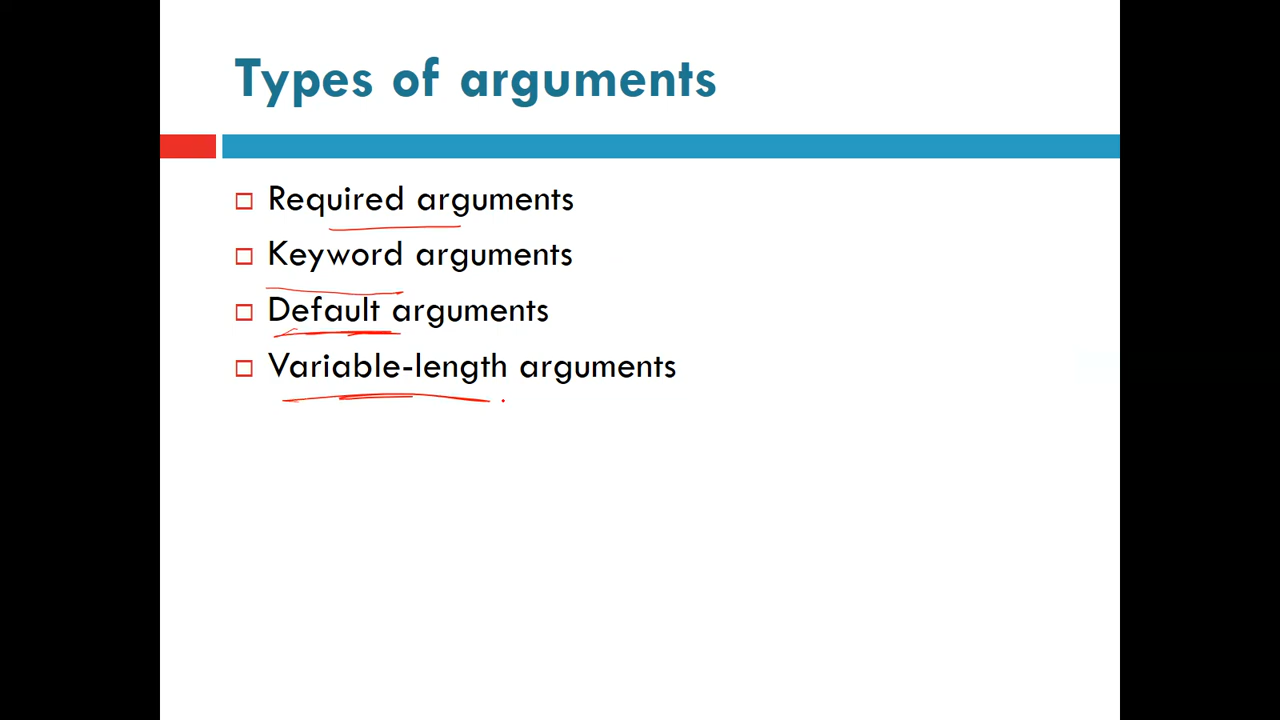 Types of arguments
Required arguments
Keyword arguments
Default arguments
Variable-length arguments